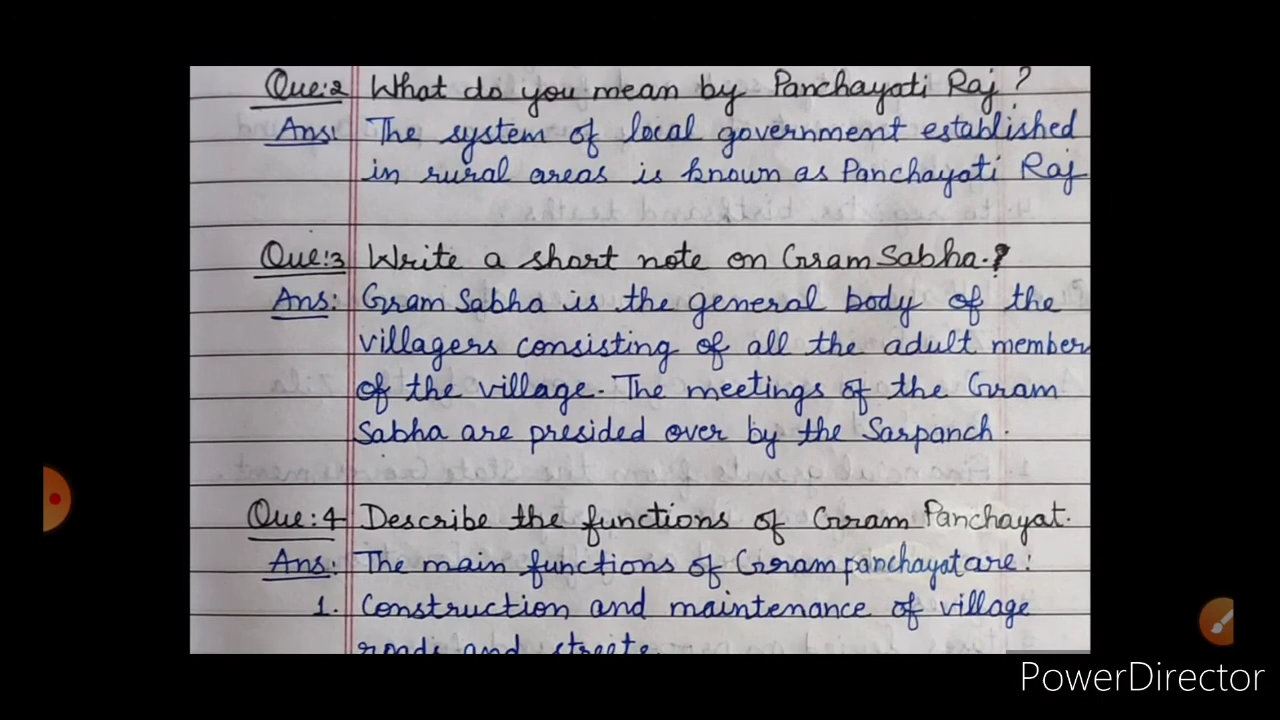 Que:2 What do you mean by Panchayati Raj ?
Ans: The system of local government established
in rural areas is known as Panchayati Raj
Que:3 Write a short note on Gram Sabha.?
Ans: Gram Sabha is the general body of the
villagers consisting of all the adult member
of the village. The meetings of the Gram
Sabha are presided over by the Sarpanch.
Que:4 Describe the functions of Gram Panchayat.
Ans: The main functions of Gram panchayat are:
1. Construction and maintenance of village
roads and streets.
PowerDirector